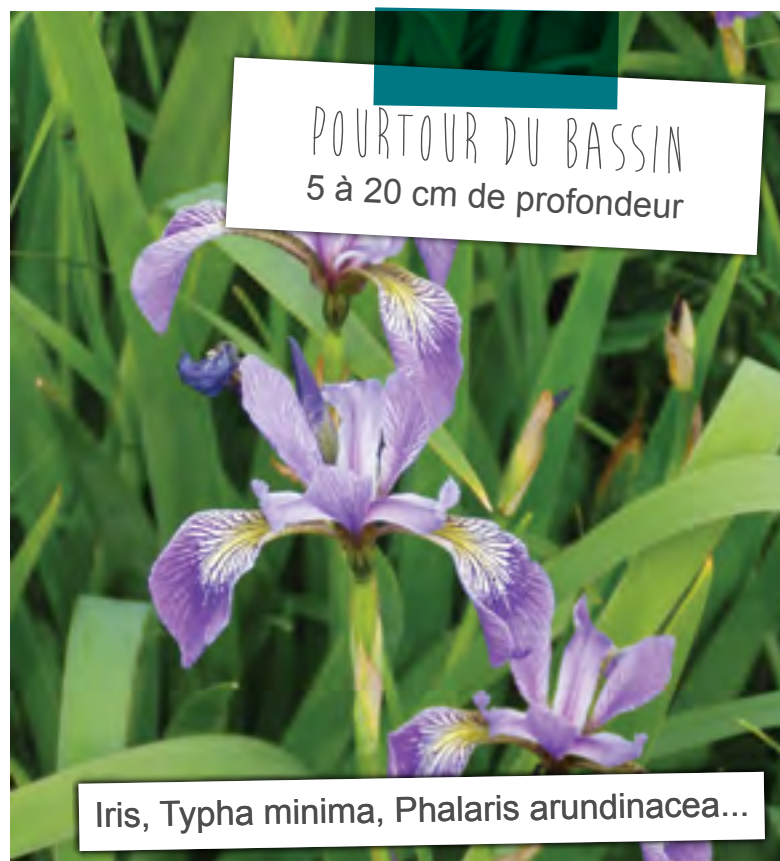 POURTOUR DU BASSIN
5 à 20 cm de profondeur
Iris, Typha minima, Phalaris arundinacea...